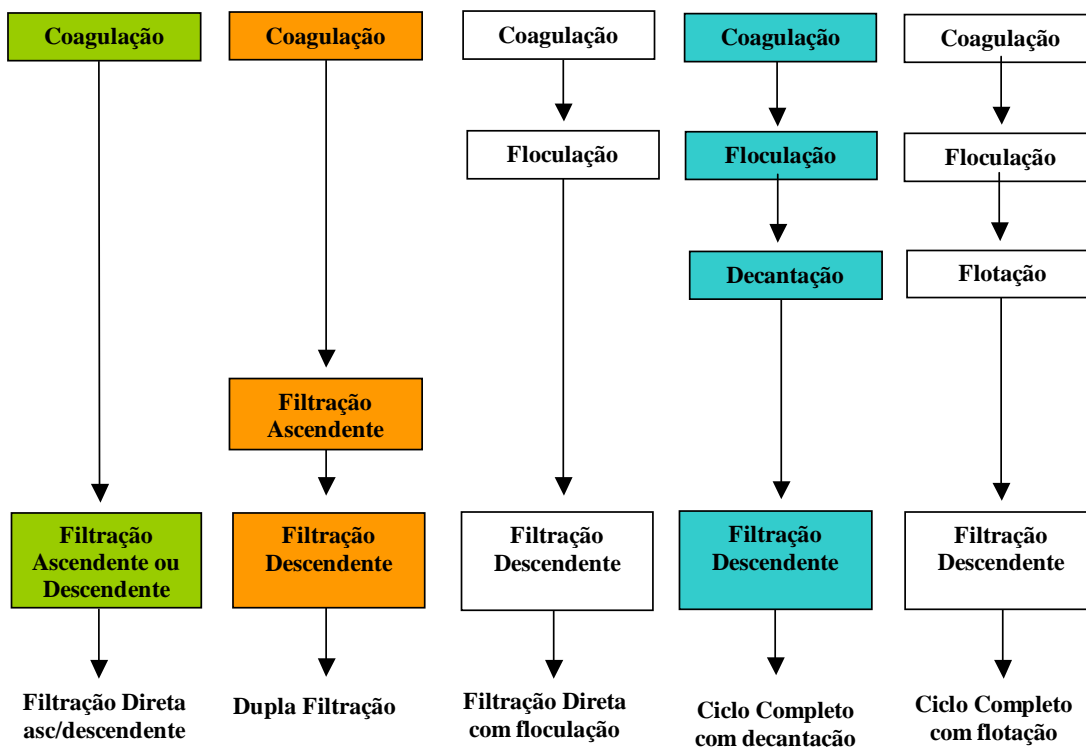 Coagulação
Filtração
Ascendente ou
Descendente
Filtração Direta
asc/descendente
Coagulação
Filtração
Ascendente
Filtração
Descendente
Dupla Filtração
Coagulação
Floculação
Filtração
Descendente
Filtração Direta
com floculação
Coagulação
Floculação
Decantação
Filtração
Descendente
Ciclo Completo
com decantação
Coagulação
Floculação
Flotação
Filtração
Descendente
Ciclo Completo
com flotação